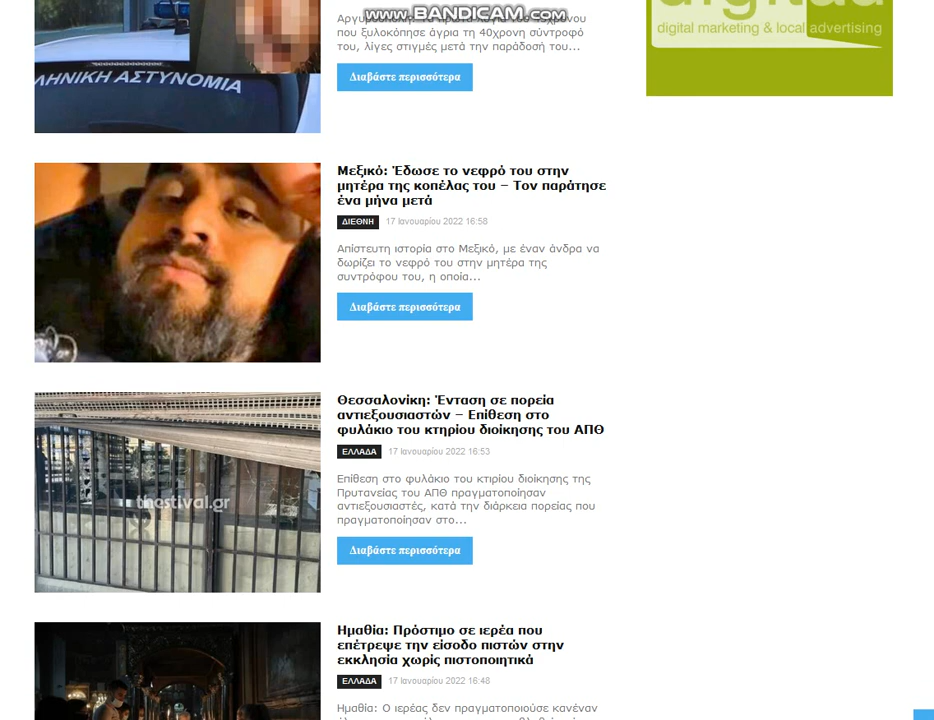 www.BANDICAM.com
που ξυλοκόπησε άγρια τη 40χρονη σύντροφό
του, λίγες στιγμές μετά την παράδοσή του...
Διαβάστε περισσότερα
ΛΗΝΙΚΗ ΑΣΤΥΝΟΜΙΑ
digital marketing & local advertising
Μεξικό: Έδωσε το νεφρό του στην
μητέρα της κοπέλας του – Τον παράτησε
ένα μήνα μετά
ΔΙΕΘΝΗ 17 Ιανουαρίου 2022 16:58
Απίστευτη ιστορία στο Μεξικό, με έναν άνδρα να
δωρίζει το νεφρό του στην μητέρα της
συντρόφου του, η οποία...
Διαβάστε περισσότερα
Θεσσαλονίκη: Ένταση σε πορεία
αντιεξουσιαστών – Επίθεση στο
φυλάκιο του κτηρίου διοίκησης του ΑΠΘ
ΕΛΛΑΔΑ 17 Ιανουαρίου 2022 16:53
Επίθεση στο φυλάκιο του κτιρίου διοίκησης της
Πρυτανείας του ΑΠΘ πραγματοποίησαν
αντιεξουσιαστές, κατά την διάρκεια πορείας που
πραγματοποίησαν στο...
Διαβάστε περισσότερα
thestival.gr
Ημαθία: Πρόστιμο σε ιερέα που
επέτρεψε την είσοδο πιστών στην
εκκλησία χωρίς πιστοποιητικά
ΕΛΛΑΔΑ 17 Ιανουαρίου 2022 16:48
Ημαθία: Ο ιερέας δεν πραγματοποιούσε κανέναν